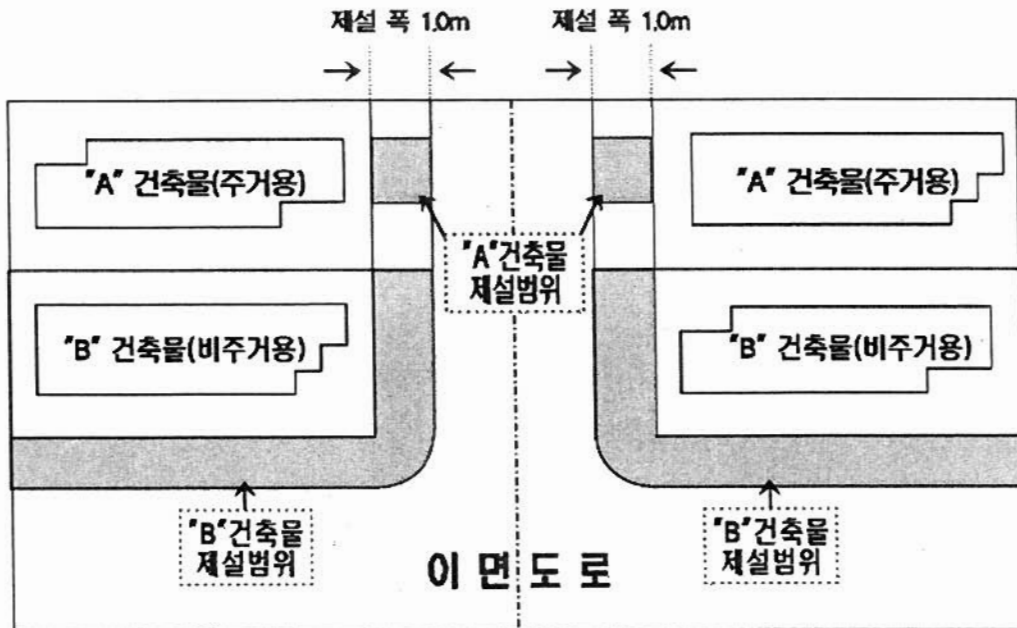 제설 폭 1.0m
제설 폭 1.0m
"A" 건축물(주거용)
"A" 건축물(주거용)
"A"건축물
제설범위
"B" 건축물(비주거용)
"B" 건축물(비주거용)
"B"건축물
제설범위
"B"건축물
제설범위
이 면 도 로